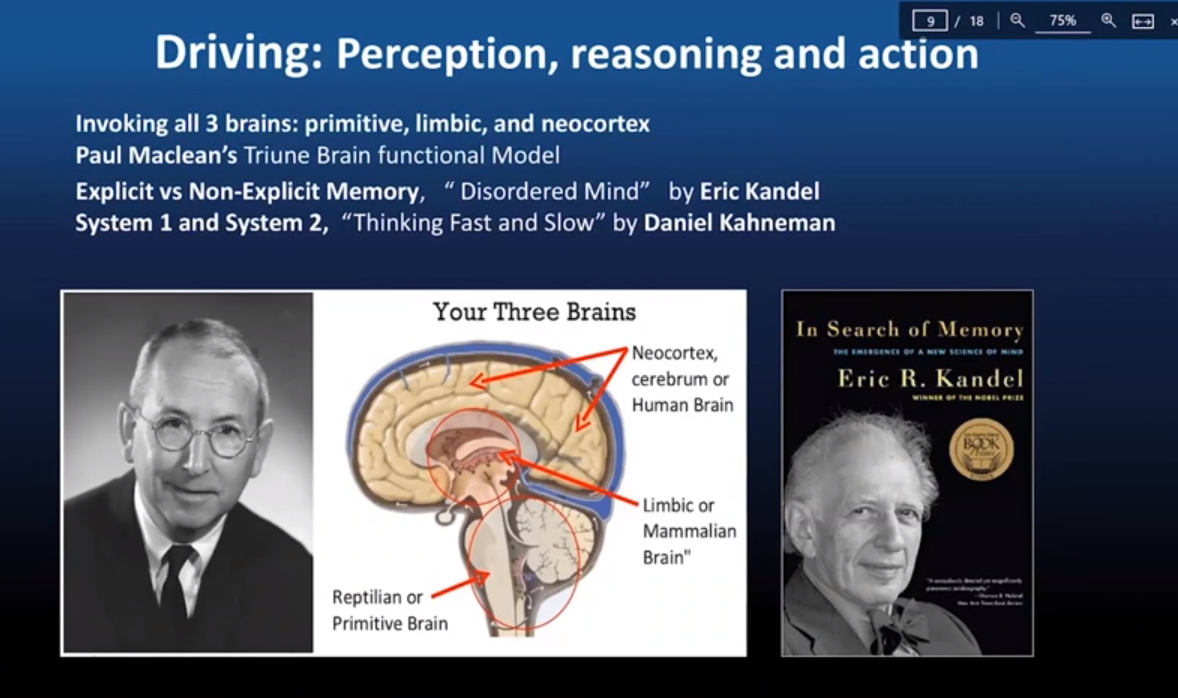 9 / 18 75%
Driving: Perception, reasoning and action
Invoking all 3 brains: primitive, limbic, and neocortex
Paul Maclean's Triune Brain functional Model
Explicit vs Non-Explicit Memory, “ Disordered Mind” by Eric Kandel
System 1 and System 2, “Thinking Fast and Slow” by Daniel Kahneman
Your Three Brains
Neocortex,
cerebrum or
Human Brain
Limbic or
Mammalian
Brain"
Reptilian or
Primitive Brain
In Search of Memory
THE EMERGENCE OF A NEW SCIENCE OF MIND
Eric R. Kandel
WINNER OF THE NOBEL PRIZE
BOOK